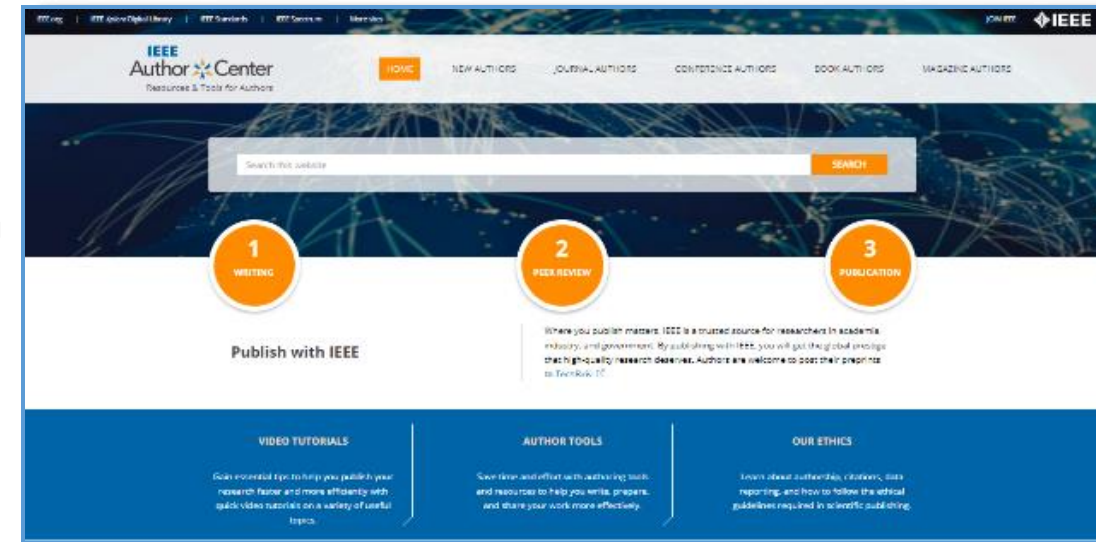 IEEE.org | IEEE Xplore Digital Library | IEEE Standards | IEEE Spectrum | More sites
JOIN IEEE
IEEE
IEEE
Author Center
Resources & Tools for Authors
HOME
NEW AUTHORS
JOURNAL AUTHORS
CONFERENCE AUTHORS
BOOK AUTHORS
MAGAZINE AUTHORS
Search this website
SEARCH
1
WRITING
2
PEER REVIEW
3
PUBLICATION
Publish with IEEE
Where you publish matters. IEEE is a trusted source for researchers in academia,
industry, and government. By publishing with IEEE, you will get the global prestige
that high-quality research deserves. Authors are welcome to post their preprints
to TechRxiv
VIDEO TUTORIALS
Gain essential tips to help you publish your
research faster and more efficiently with
quick video tutorials on a variety of useful
topics.
AUTHOR TOOLS
Save time and effort with authoring tools
and resources to help you write, prepare,
and share your work more effectively.
OUR ETHICS
Learn about authorship, citations, data
reporting, and how to follow the ethical
guidelines required in scientific publishing.